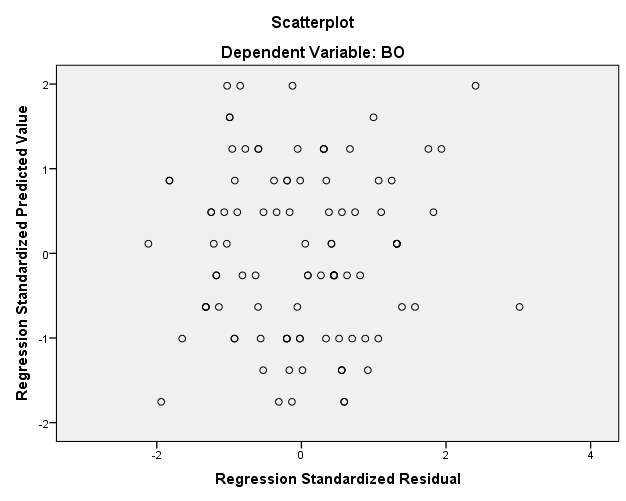 Scatterplot
Dependent Variable: BO
Regression Standardized Predicted Value
2
1
0
-1
-2
-2 0 2 4
Regression Standardized Residual